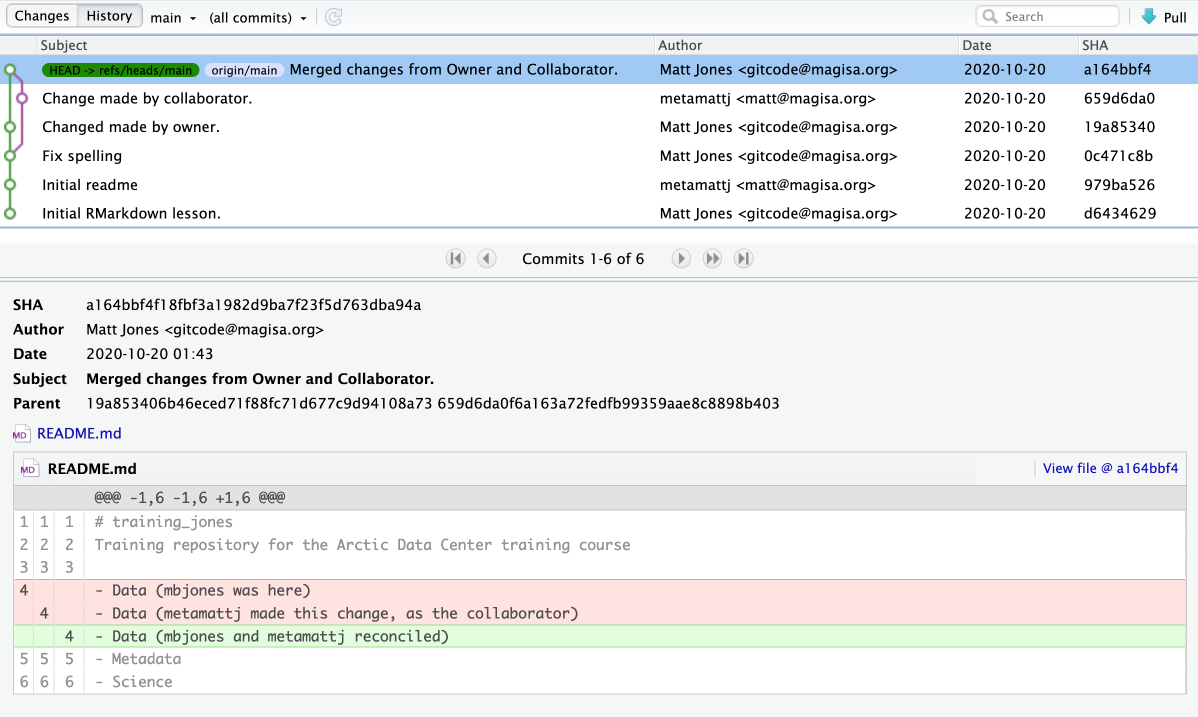 Changes History main (all commits) Search Pull
Subject Author Date SHA
HEAD -> refs/heads/main origin/main Merged changes from Owner and Collaborator. Matt Jones <gitcode@magisa.org> 2020-10-20 a164bbf4
Change made by collaborator. metamattj <matt@magisa.org> 2020-10-20 659d6da0
Changed made by owner. Matt Jones <gitcode@magisa.org> 2020-10-20 19a85340
Fix spelling Matt Jones <gitcode@magisa.org> 2020-10-20 0c471c8b
Initial readme metamattj <matt@magisa.org> 2020-10-20 979ba526
Initial RMarkdown lesson. Matt Jones <gitcode@magisa.org> 2020-10-20 d6434629
Commits 1-6 of 6
SHA a164bbf4f18fbf3a1982d9ba7f23f5d763dba94a
Author Matt Jones <gitcode@magisa.org>
Date 2020-10-20 01:43
Subject Merged changes from Owner and Collaborator.
Parent 19a853406b46eced71f88fc71d677c9d94108a73 659d6da0f6a163a72fedfb99359aae8c8898b403
MD README.md
MD README.md View file @ a164bbf4
@@@ -1,6 -1,6 +1,6 @@@
1 1 1 # training_jones
2 2 2 Training repository for the Arctic Data Center training course
3 3 3
4 - Data (mbjones was here)
4 - Data (metamattj made this change, as the collaborator)
4 - Data (mbjones and metamattj reconciled)
5 5 5 - Metadata
6 6 6 - Science